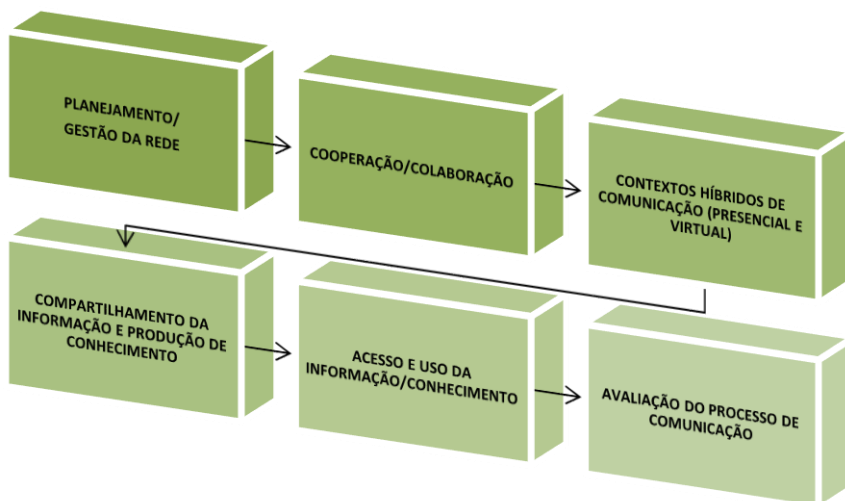 PLANEJAMENTO/
GESTÃO DA REDE
COOPERAÇÃO/COLABORAÇÃO
CONTEXTOS HÍBRIDOS DE
COMUNICAÇÃO (PRESENCIAL E
VIRTUAL)
COMPARTILHAMENTO DA
INFORMAÇÃO E PRODUÇÃO DE
CONHECIMENTO
ACESSO E USO DA
INFORMAÇÃO/CONHECIMENTO
AVALIAÇÃO DO PROCESSO DE
COMUNICAÇÃO